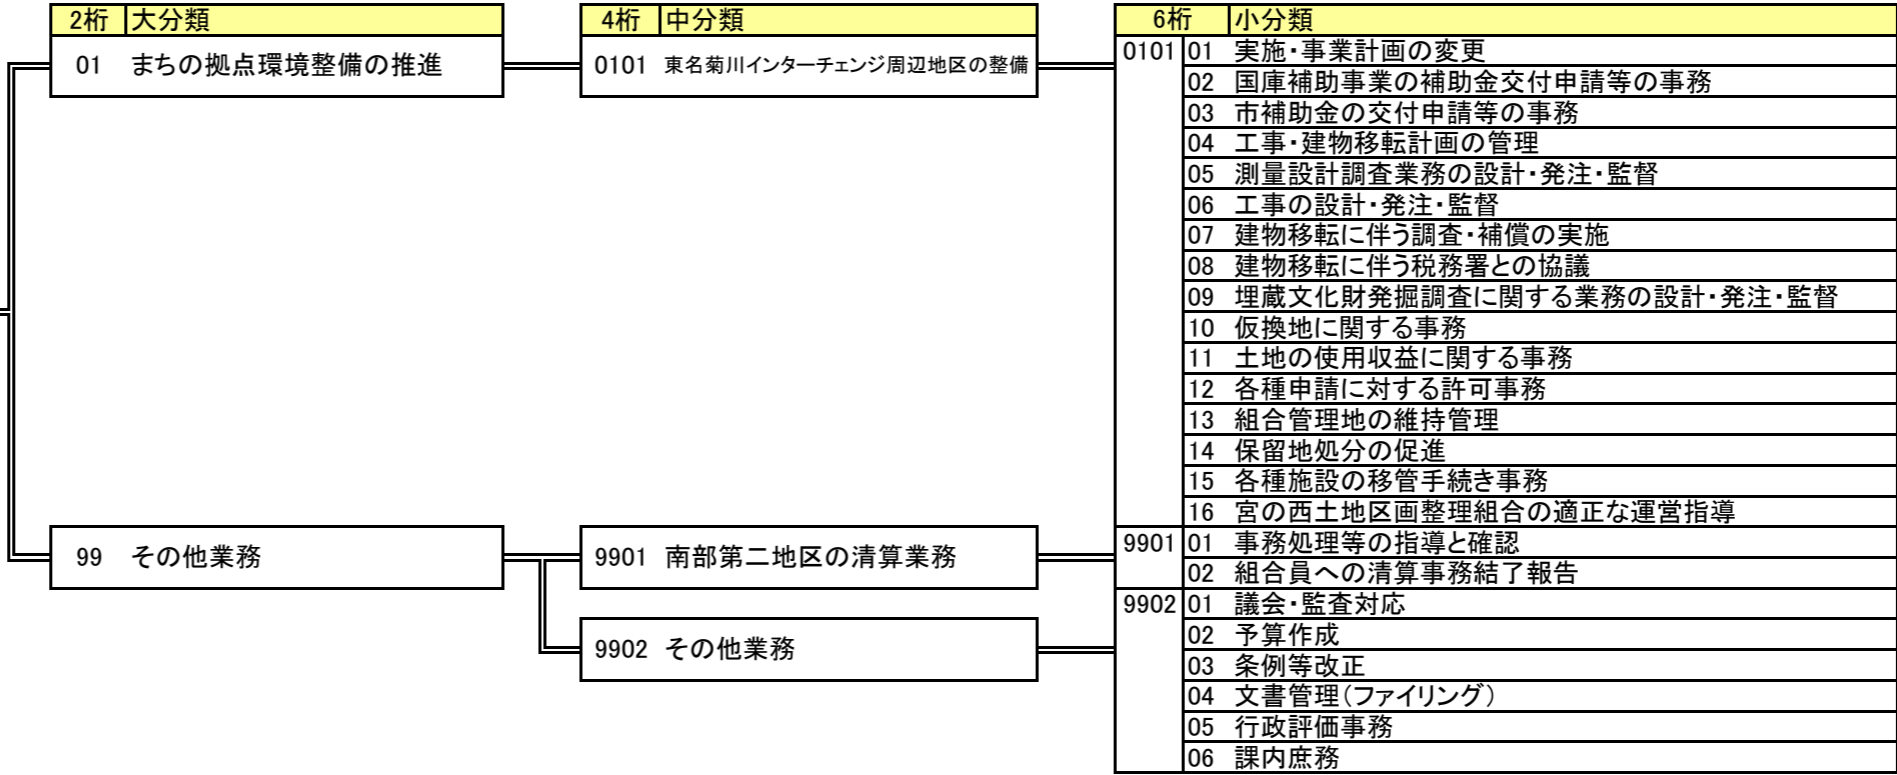 2桁 大分類 4桁 中分類 6桁 小分類
01 まちの拠点環境整備の推進 0101 東名菊川インターチェンジ周辺地区の整備 0101 01 実施・事業計画の変更
02 国庫補助事業の補助金交付申請等の事務
03 市補助金の交付申請等の事務
04 工事・建物移転計画の管理
05 測量設計調査業務の設計・発注・監督
06 工事の設計・発注・監督
07 建物移転に伴う調査・補償の実施
08 建物移転に伴う税務署との協議
09 埋蔵文化財発掘調査に関する業務の設計・発注・監督
10 仮換地に関する事務
11 土地の使用収益に関する事務
12 各種申請に対する許可事務
13 組合管理地の維持管理
14 保留地処分の促進
15 各種施設の移管手続き事務
16 宮の西土地区画整理組合の適正な運営指導
99 その他業務 9901 南部第二地区の清算業務 9901 01 事務処理等の指導と確認
02 組合員への清算事務結了報告
9902 その他業務 9902 01 議会・監査対応
02 予算作成
03 条例等改正
04 文書管理(ファイリング)
05 行政評価事務
06 課内庶務